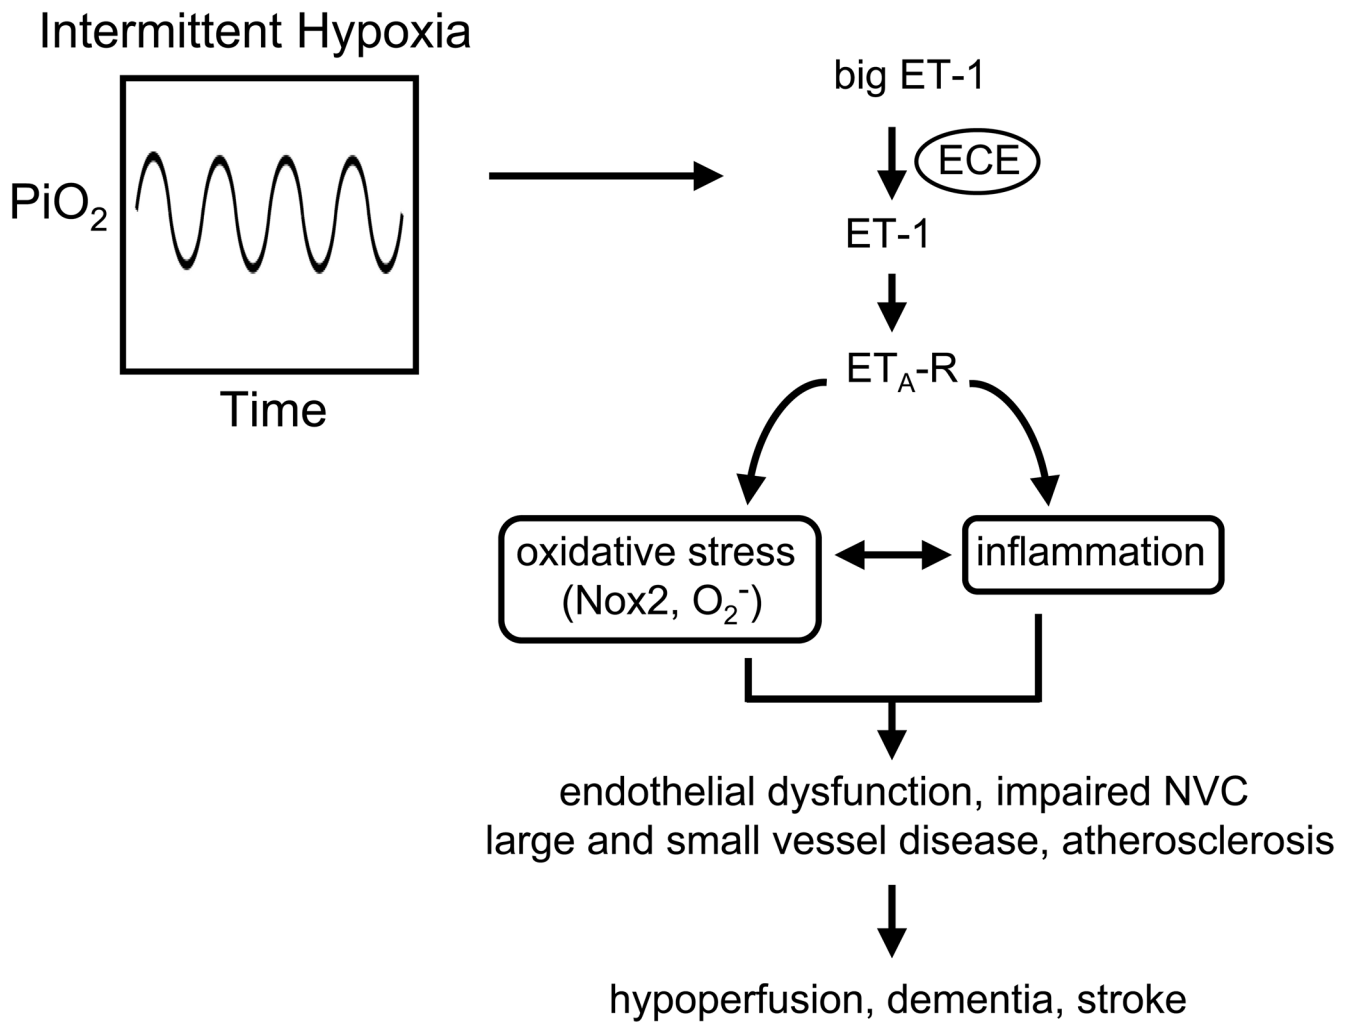 Intermittent Hypoxia
PiO₂
Time
big ET-1
ECE
ET-1
ET_A-R
oxidative stress
(Nox2, O₂⁻)
inflammation
endothelial dysfunction, impaired NVC
large and small vessel disease, atherosclerosis
hypoperfusion, dementia, stroke